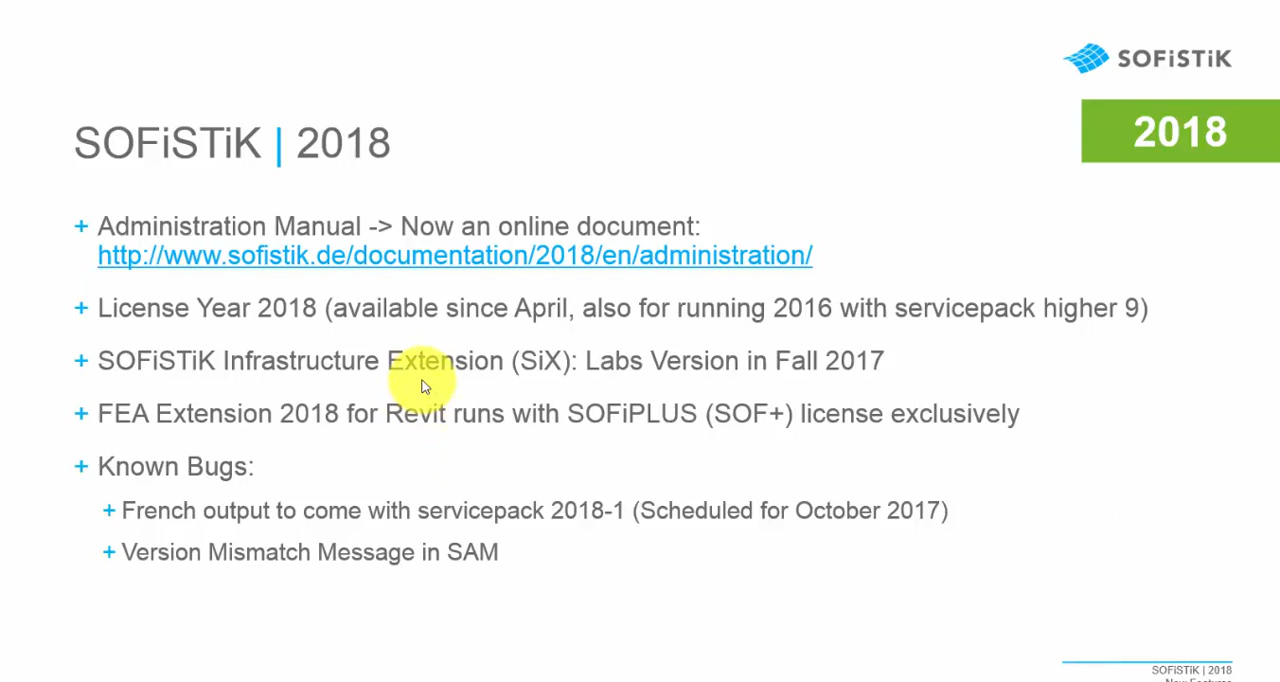 SOFiSTiK
2018
SOFiSTiK | 2018
+ Administration Manual -> Now an online document:
http://www.sofistik.de/documentation/2018/en/administration/
+ License Year 2018 (available since April, also for running 2016 with servicepack higher 9)
+ SOFiSTiK Infrastructure Extension (SiX): Labs Version in Fall 2017
+ FEA Extension 2018 for Revit runs with SOFiPLUS (SOF+) license exclusively
+ Known Bugs:
+ French output to come with servicepack 2018-1 (Scheduled for October 2017)
+ Version Mismatch Message in SAM
SOFiSTiK | 2018
New Features